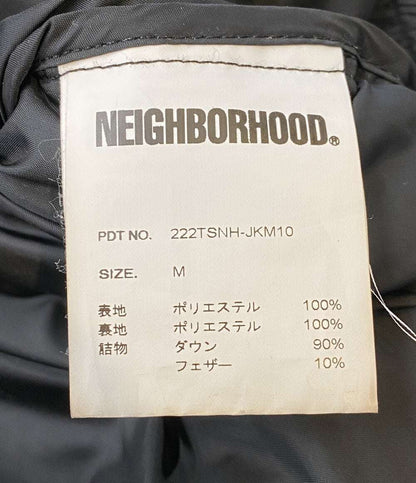 NEIGHBORHOOD®
PDT NO. 222TSNH-JKM10
SIZE. M
表地 ポリエステル 100%
裏地 ポリエステル 100%
詰物 ダウン 90%
フェザー 10%